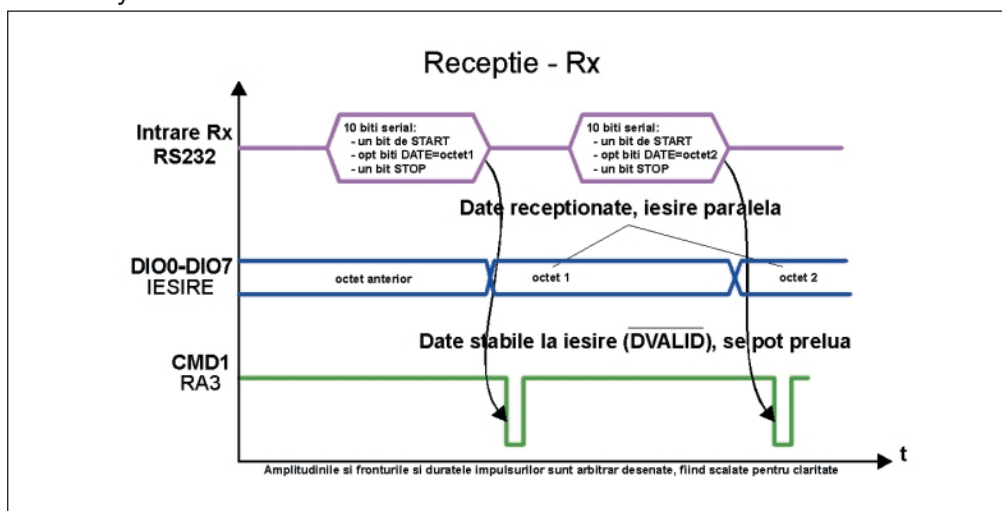 Receptie - Rx
Intrare Rx
RS232
10 biti serial:
- un bit de START
- opt biti DATE=octet1
- un bit STOP
10 biti serial:
- un bit de START
- opt biti DATE=octet2
- un bit STOP
Date receptionate, iesire paralela
DIO0-DIO7
IESIRE
octet anterior
octet 1
octet 2
Date stabile la iesire (DVALID), se pot prelua
CMD1
RA3
t
Amplitudinile si fronturile si duratele impulsurilor sunt arbitrar desenate, fiind scalate pentru claritate